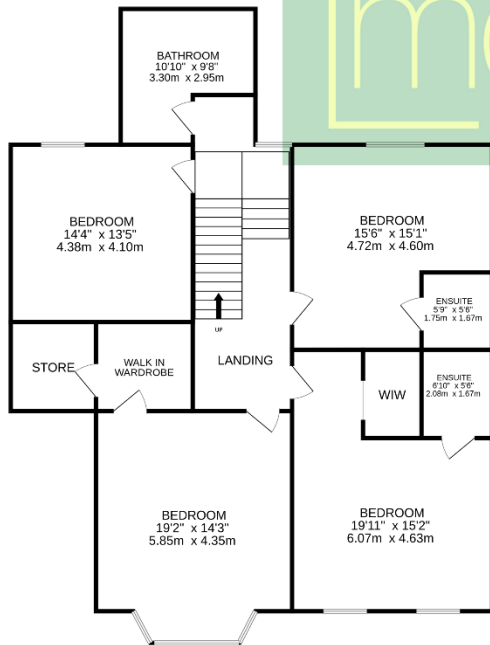 BATHROOM
10'10" x 9'8"
3.30m x 2.95m
BEDROOM
14'4" x 13'5"
4.38m x 4.10m
BEDROOM
15'6" x 15'1"
4.72m x 4.60m
ENSUITE
5'9" x 5'6"
1.75m x 1.67m
UP
LANDING
STORE
WALK IN
WARDROBE
WIW
ENSUITE
6'10" x 5'6"
2.08m x 1.67m
BEDROOM
19'2" x 14'3"
5.85m x 4.35m
BEDROOM
19'11" x 15'2"
6.07m x 4.63m